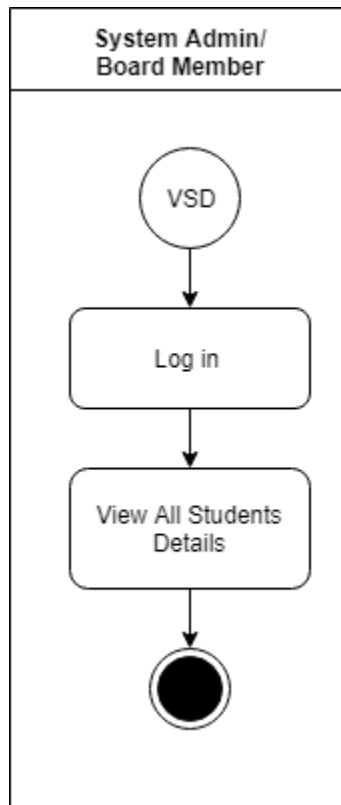 System Admin/
Board Member
VSD
Log in
View All Students
Details